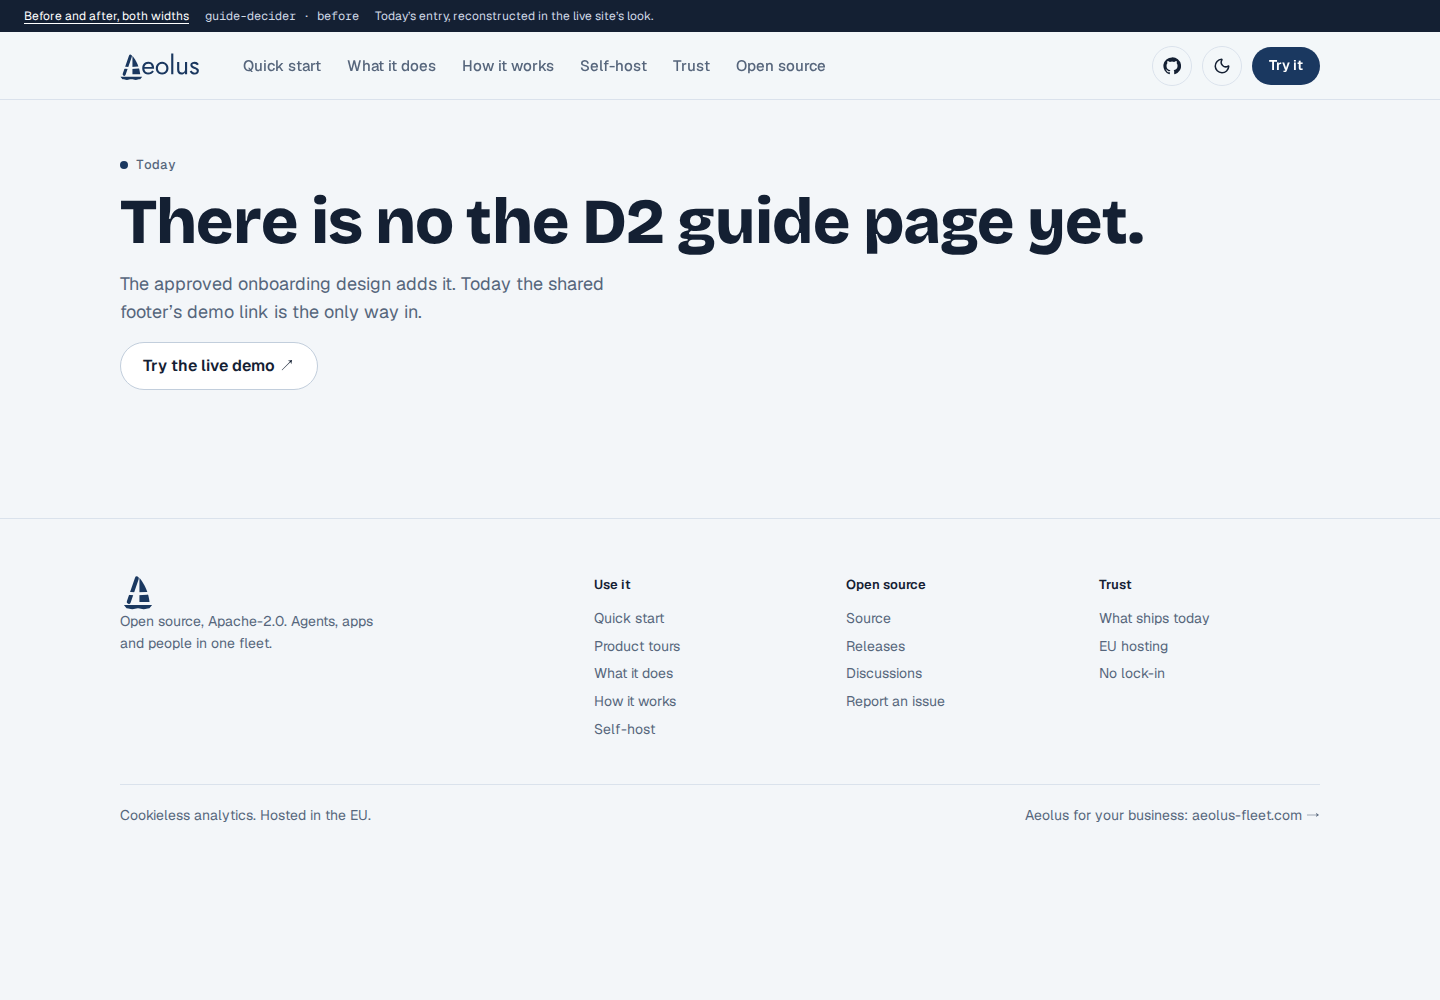 Before and after, both widths guide-decider · before Today's entry, reconstructed in the live site's look.
Aeolus Quick start What it does How it works Self-host Trust Open source Try it
Today
There is no the D2 guide page yet.
The approved onboarding design adds it. Today the shared
footer's demo link is the only way in.
Try the live demo ↗
Open source, Apache-2.0. Agents, apps
and people in one fleet.
Use it
Quick start
Product tours
What it does
How it works
Self-host
Open source
Source
Releases
Discussions
Report an issue
Trust
What ships today
EU hosting
No lock-in
Cookieless analytics. Hosted in the EU.
Aeolus for your business: aeolus-fleet.com →